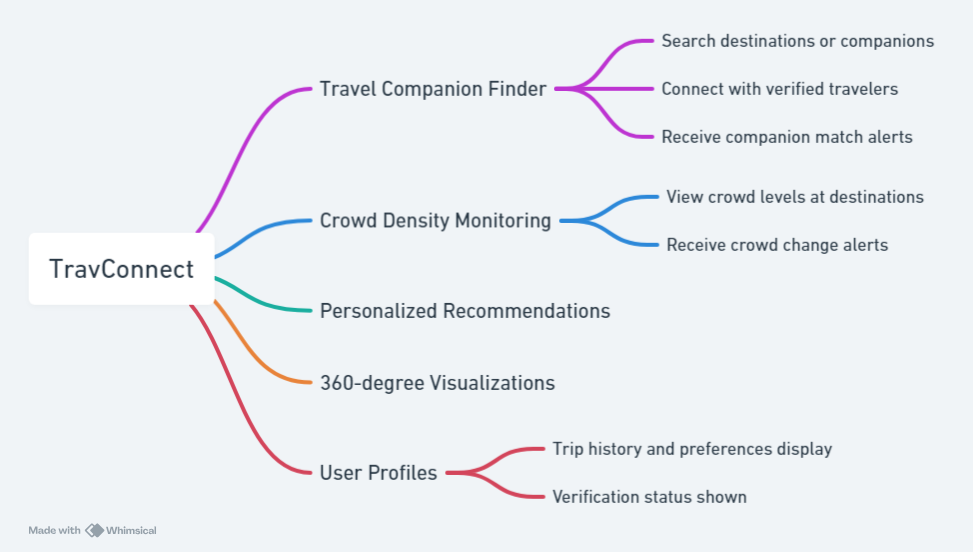 Search destinations or companions
Travel Companion Finder
Connect with verified travelers
Receive companion match alerts
View crowd levels at destinations
Crowd Density Monitoring
Receive crowd change alerts
TravConnect
Personalized Recommendations
360-degree Visualizations
Trip history and preferences display
User Profiles
Verification status shown
Made with Whimsical